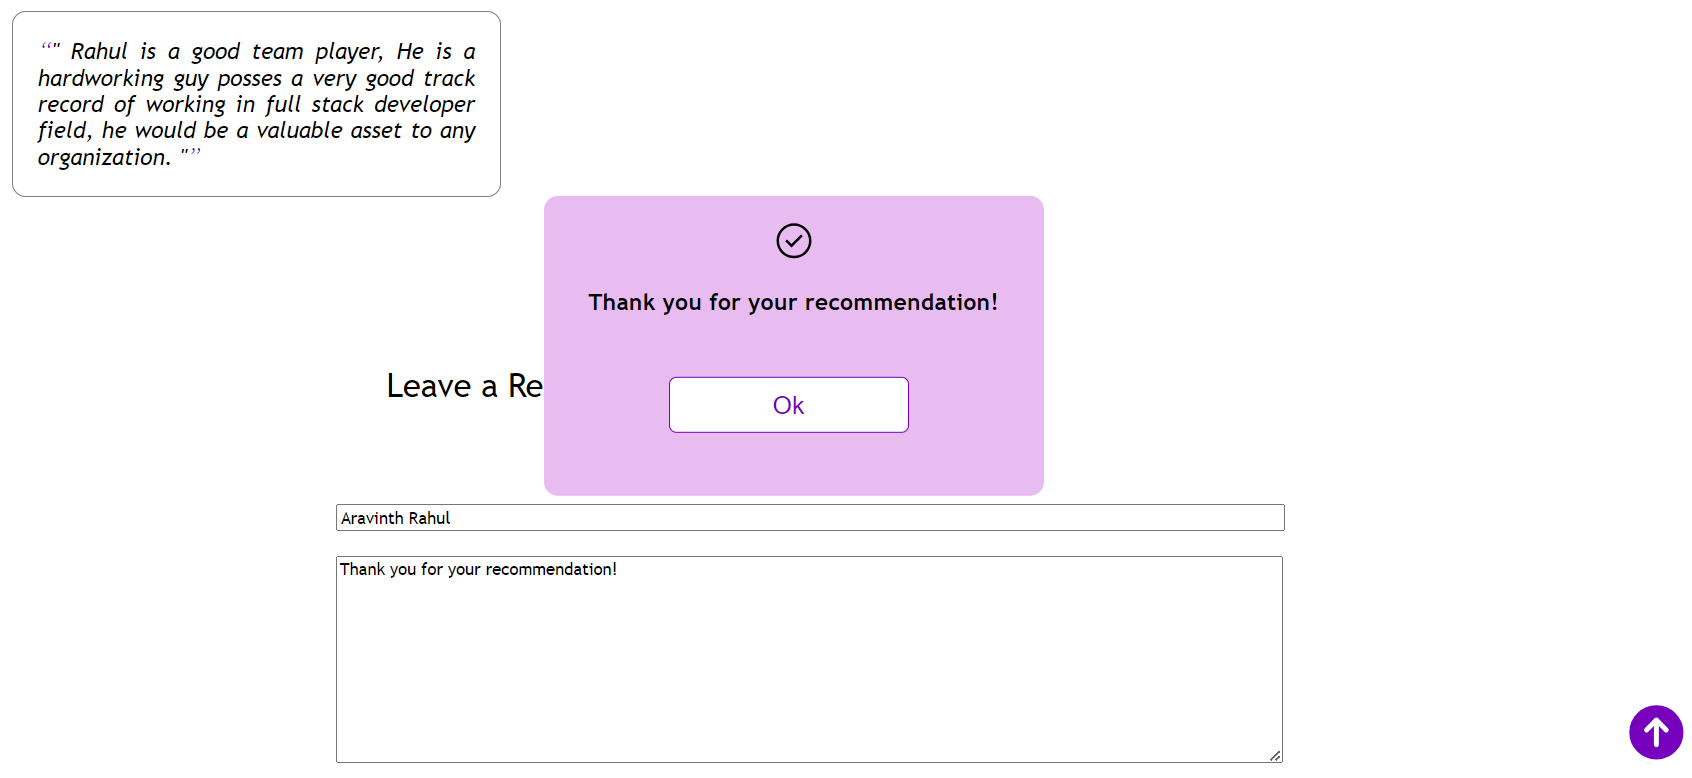 “" Rahul is a good team player, He is a
hardworking guy posses a very good track
record of working in full stack developer
field, he would be a valuable asset to any
organization. "”
Thank you for your recommendation!
Leave a Re
Ok
Aravinth Rahul
Thank you for your recommendation!